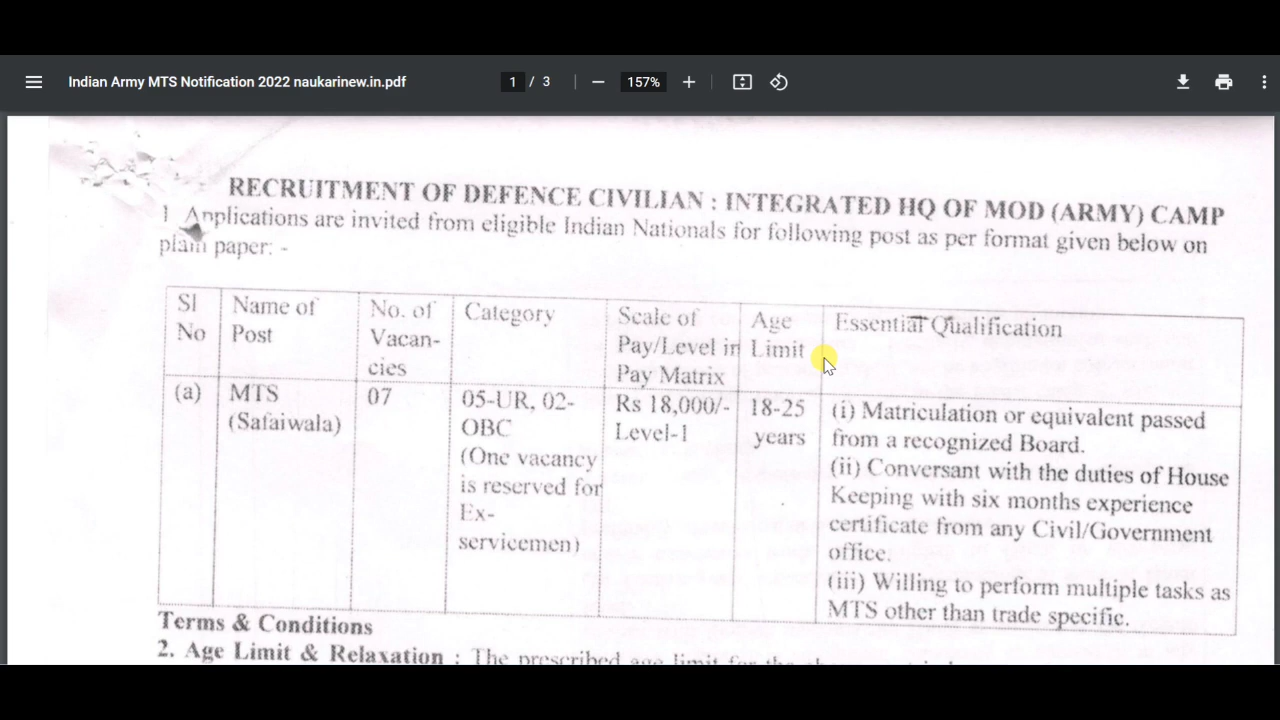 Indian Army MTS Notification 2022 naukarinew.in.pdf
1 / 3
157%
RECRUITMENT OF DEFENCE CIVILIAN : INTEGRATED HQ OF MOD (ARMY) CAMP
1 Applications are invited from eligible Indian Nationals for following post as per format given below on
plain paper: -
Sl
No
Name of
Post
No. of
Vacan-
cies
Category
Scale of
Pay/Level in
Pay Matrix
Age
Limit
Essential Qualification
(a)
MTS
(Safaiwala)
07
05-UR, 02-
OBC
(One vacancy
is reserved for
Ex-
servicemen)
Rs 18,000/-
Level-1
18-25
years
(i) Matriculation or equivalent passed
from a recognized Board.
(ii) Conversant with the duties of House
Keeping with six months experience
certificate from any Civil/Government
office.
(iii) Willing to perform multiple tasks as
MTS other than trade specific.
Terms & Conditions
2. Age Limit & Relaxation : The prescribed age limit for the